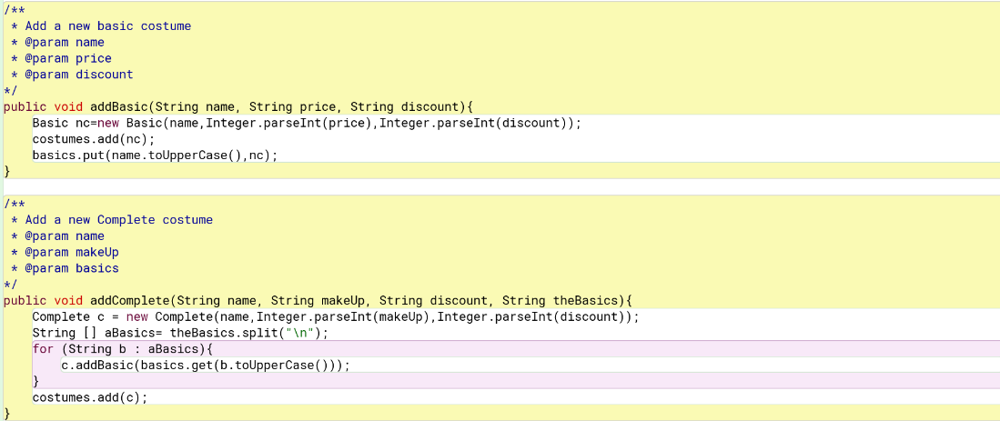 /**
 * Add a new basic costume
 * @param name
 * @param price
 * @param discount
*/
public void addBasic(String name, String price, String discount){
    Basic nc=new Basic(name,Integer.parseInt(price),Integer.parseInt(discount));
    costumes.add(nc);
    basics.put(name.toUpperCase(),nc);
}

/**
 * Add a new Complete costume
 * @param name
 * @param makeUp
 * @param basics
*/
public void addComplete(String name, String makeUp, String discount, String theBasics){
    Complete c = new Complete(name,Integer.parseInt(makeUp),Integer.parseInt(discount));
    String [] aBasics= theBasics.split("\n");
    for (String b : aBasics){
        c.addBasic(basics.get(b.toUpperCase()));
    }
    costumes.add(c);
}